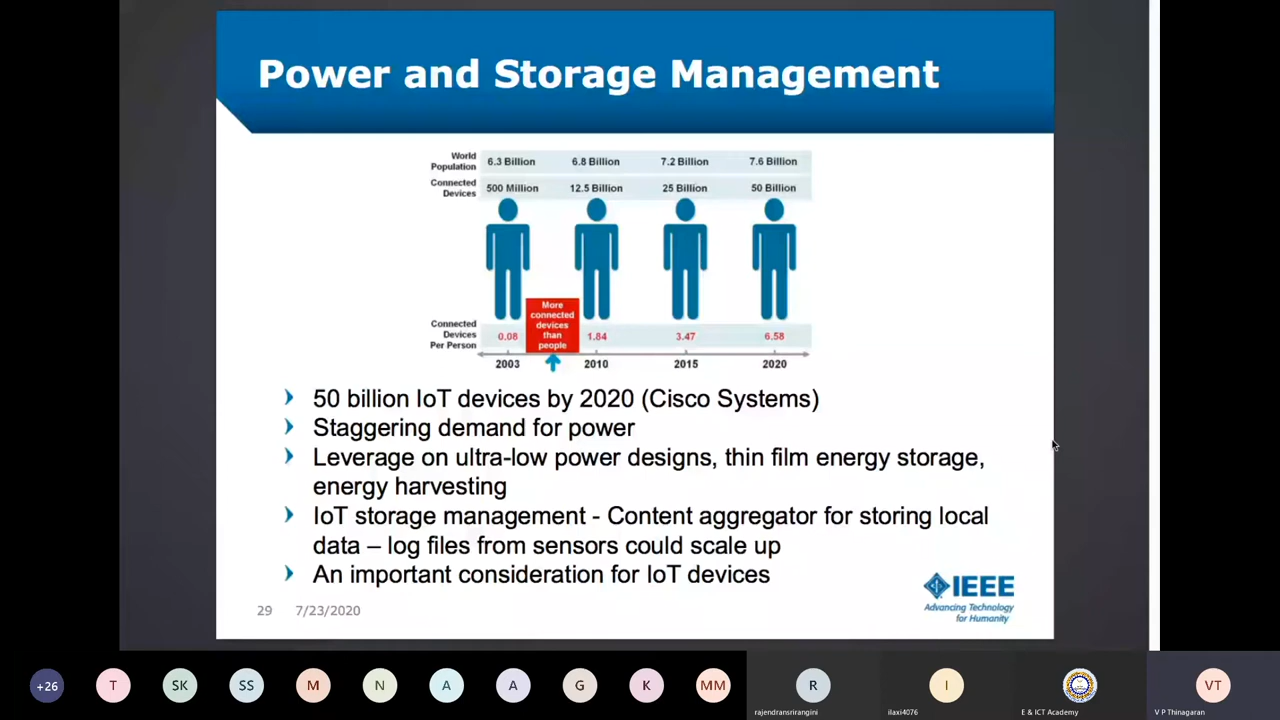 Power and Storage Management
World
Population
6.3 Billion 6.8 Billion 7.2 Billion 7.6 Billion
Connected
Devices
500 Million 12.5 Billion 25 Billion 50 Billion
More
connected
devices
than
people
Connected
Devices
Per Person
0.08 1.84 3.47 6.58
2003 2010 2015 2020
50 billion IoT devices by 2020 (Cisco Systems)
Staggering demand for power
Leverage on ultra-low power designs, thin film energy storage,
energy harvesting
IoT storage management - Content aggregator for storing local
data – log files from sensors could scale up
An important consideration for IoT devices
29 7/23/2020
IEEE
Advancing Technology
for Humanity
+26 T SK SS M N A A G K MM R I VT
rajendransrirangini ilaxi4076 E & ICT Academy V P Thinagaran